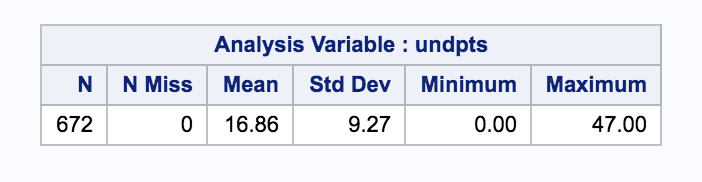 Analysis Variable : undpts
N N Miss Mean Std Dev Minimum Maximum
672 0 16.86 9.27 0.00 47.00